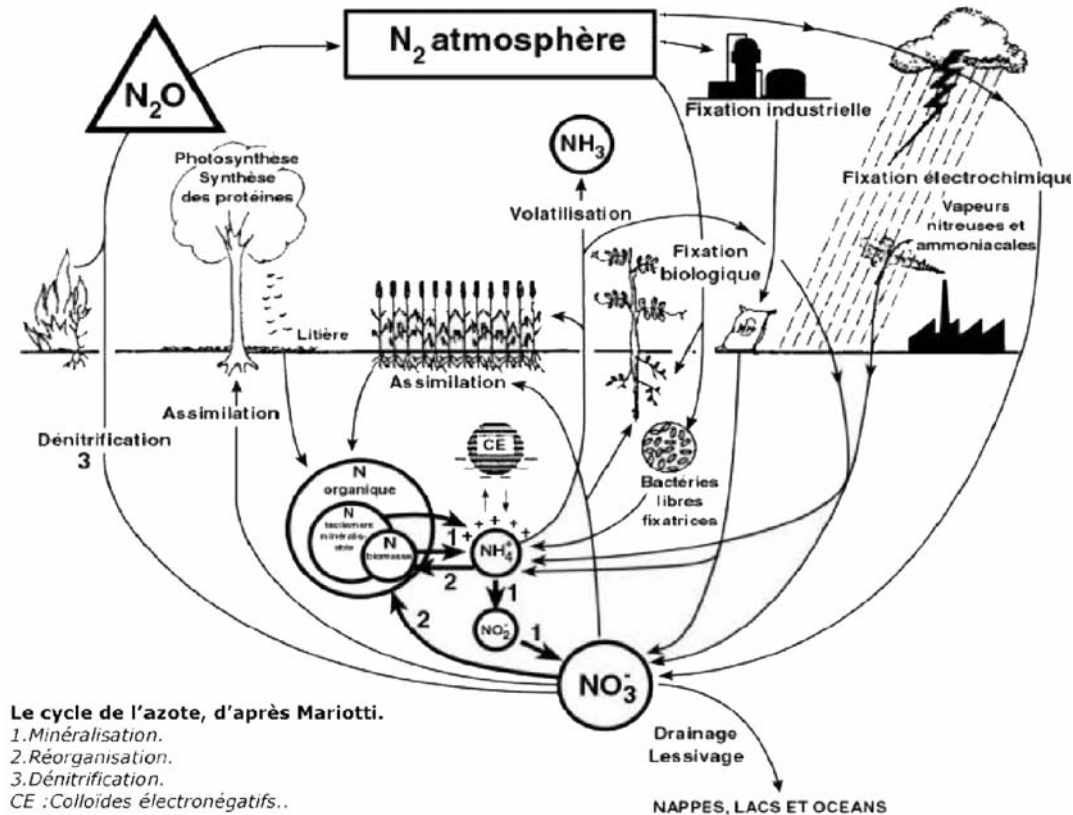 N2 atmosphère
N2O
Fixation industrielle
NH3
Photosynthèse
Synthèse
des protéines
Volatilisation
Fixation électrochimique
Vapeurs
nitreuses et
ammoniacales
Fixation
biologique
Litière
Assimilation
Assimilation
Dénitrification
3
CE
Bactéries
libres
fixatrices
N
organique
N
facilement
minéralis-
able
N
biomasse
+ + + + + +
1
NH4+
2
1
2
NO2-
1
NO3-
Le cycle de l'azote, d'après Mariotti.
1.Minéralisation.
2.Réorganisation.
3.Dénitrification.
CE :Colloïdes électronégatifs..
Drainage
Lessivage
NAPPES, LACS ET OCEANS